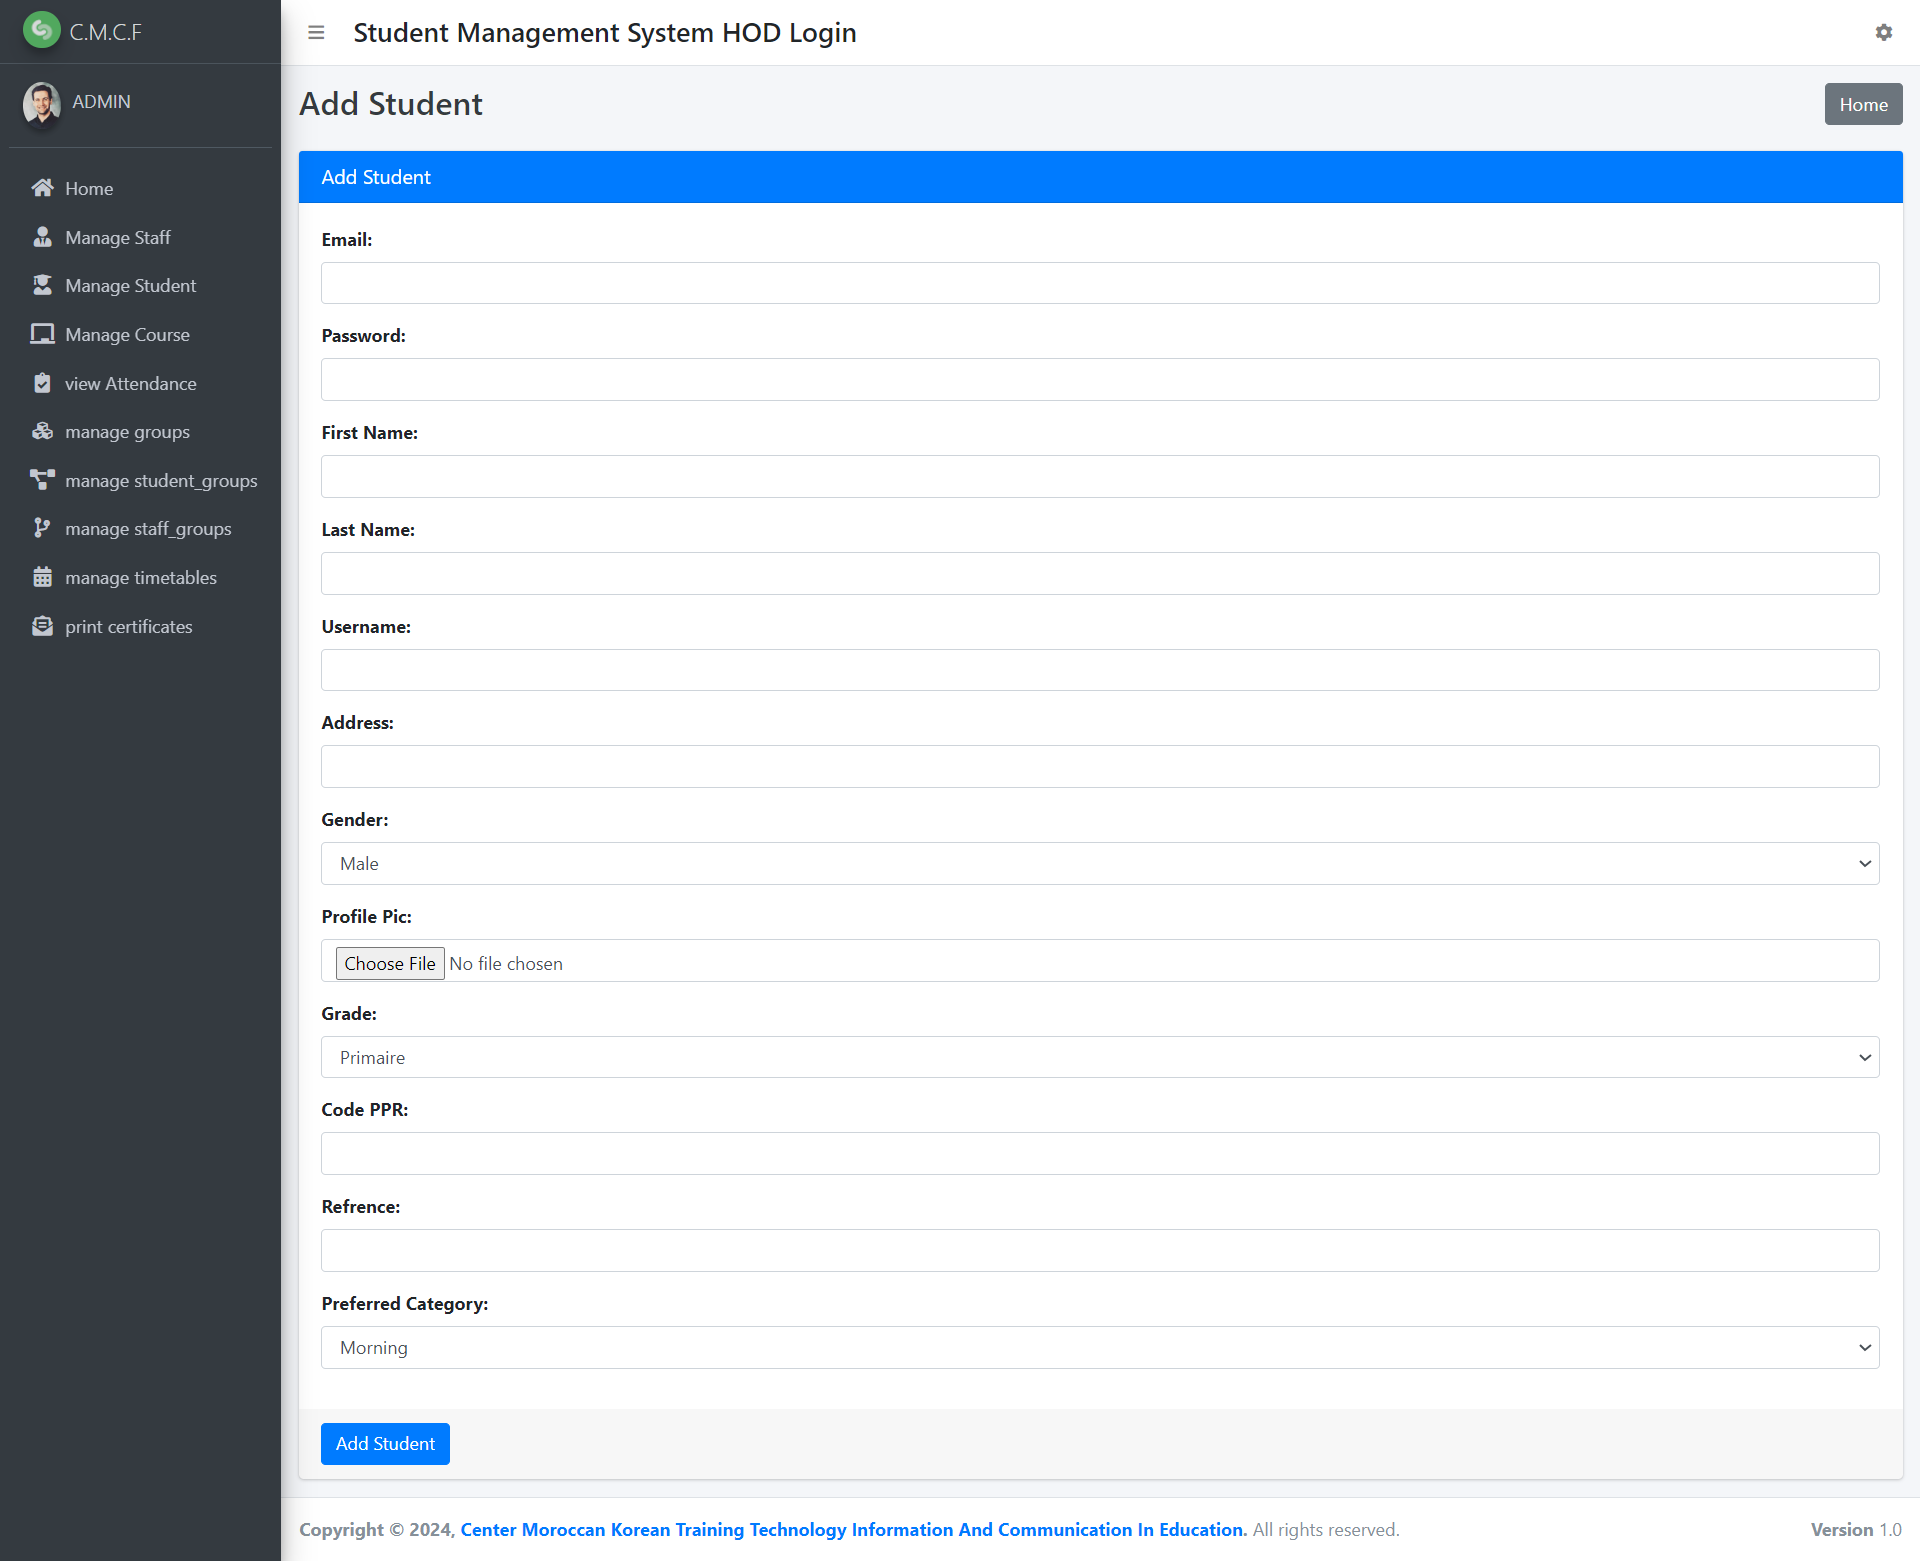 C.M.C.F
ADMIN
Home
Manage Staff
Manage Student
Manage Course
view Attendance
manage groups
manage student_groups
manage staff_groups
manage timetables
print certificates
Student Management System HOD Login
Add Student
Home
Add Student
Email:
Password:
First Name:
Last Name:
Username:
Address:
Gender:
Male
Profile Pic:
Choose File No file chosen
Grade:
Primaire
Code PPR:
Refrence:
Preferred Category:
Morning
Add Student
Copyright © 2024, Center Moroccan Korean Training Technology Information And Communication In Education. All rights reserved.
Version 1.0